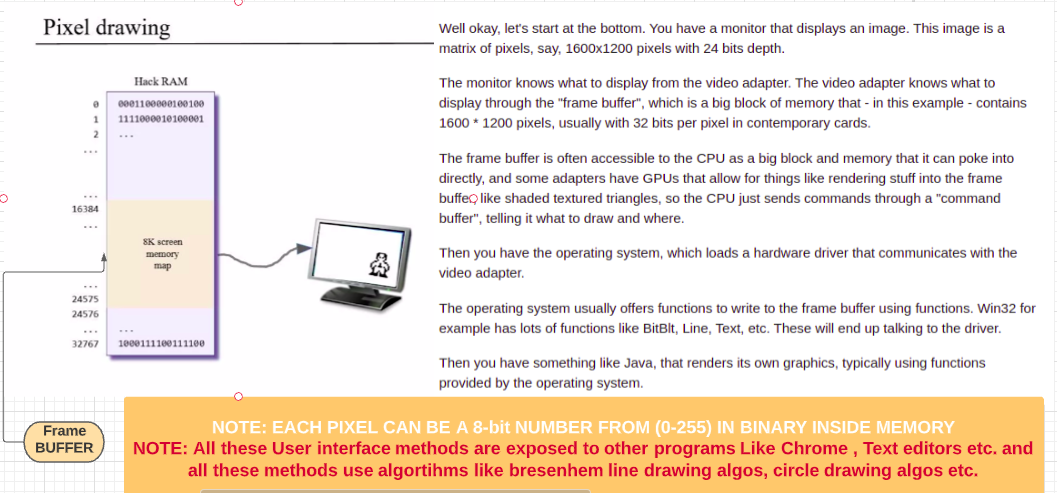 Pixel drawing
Hack RAM
0 0001100000100100
1 1111000010100001
2 ...
...
...
16384
...
8K screen
memory
map
...
24575
24576
... ...
32767 1000111100111100
Well okay, let's start at the bottom. You have a monitor that displays an image. This image is a
matrix of pixels, say, 1600x1200 pixels with 24 bits depth.
The monitor knows what to display from the video adapter. The video adapter knows what to
display through the "frame buffer", which is a big block of memory that - in this example - contains
1600 * 1200 pixels, usually with 32 bits per pixel in contemporary cards.
The frame buffer is often accessible to the CPU as a big block and memory that it can poke into
directly, and some adapters have GPUs that allow for things like rendering stuff into the frame
buffer like shaded textured triangles, so the CPU just sends commands through a "command
buffer", telling it what to draw and where.
Then you have the operating system, which loads a hardware driver that communicates with the
video adapter.
The operating system usually offers functions to write to the frame buffer using functions. Win32 for
example has lots of functions like BitBlt, Line, Text, etc. These will end up talking to the driver.
Then you have something like Java, that renders its own graphics, typically using functions
provided by the operating system.
Frame
BUFFER
NOTE: EACH PIXEL CAN BE A 8-bit NUMBER FROM (0-255) IN BINARY INSIDE MEMORY
NOTE: All these User interface methods are exposed to other programs Like Chrome , Text editors etc. and
all these methods use algortihms like bresenhem line drawing algos, circle drawing algos etc.